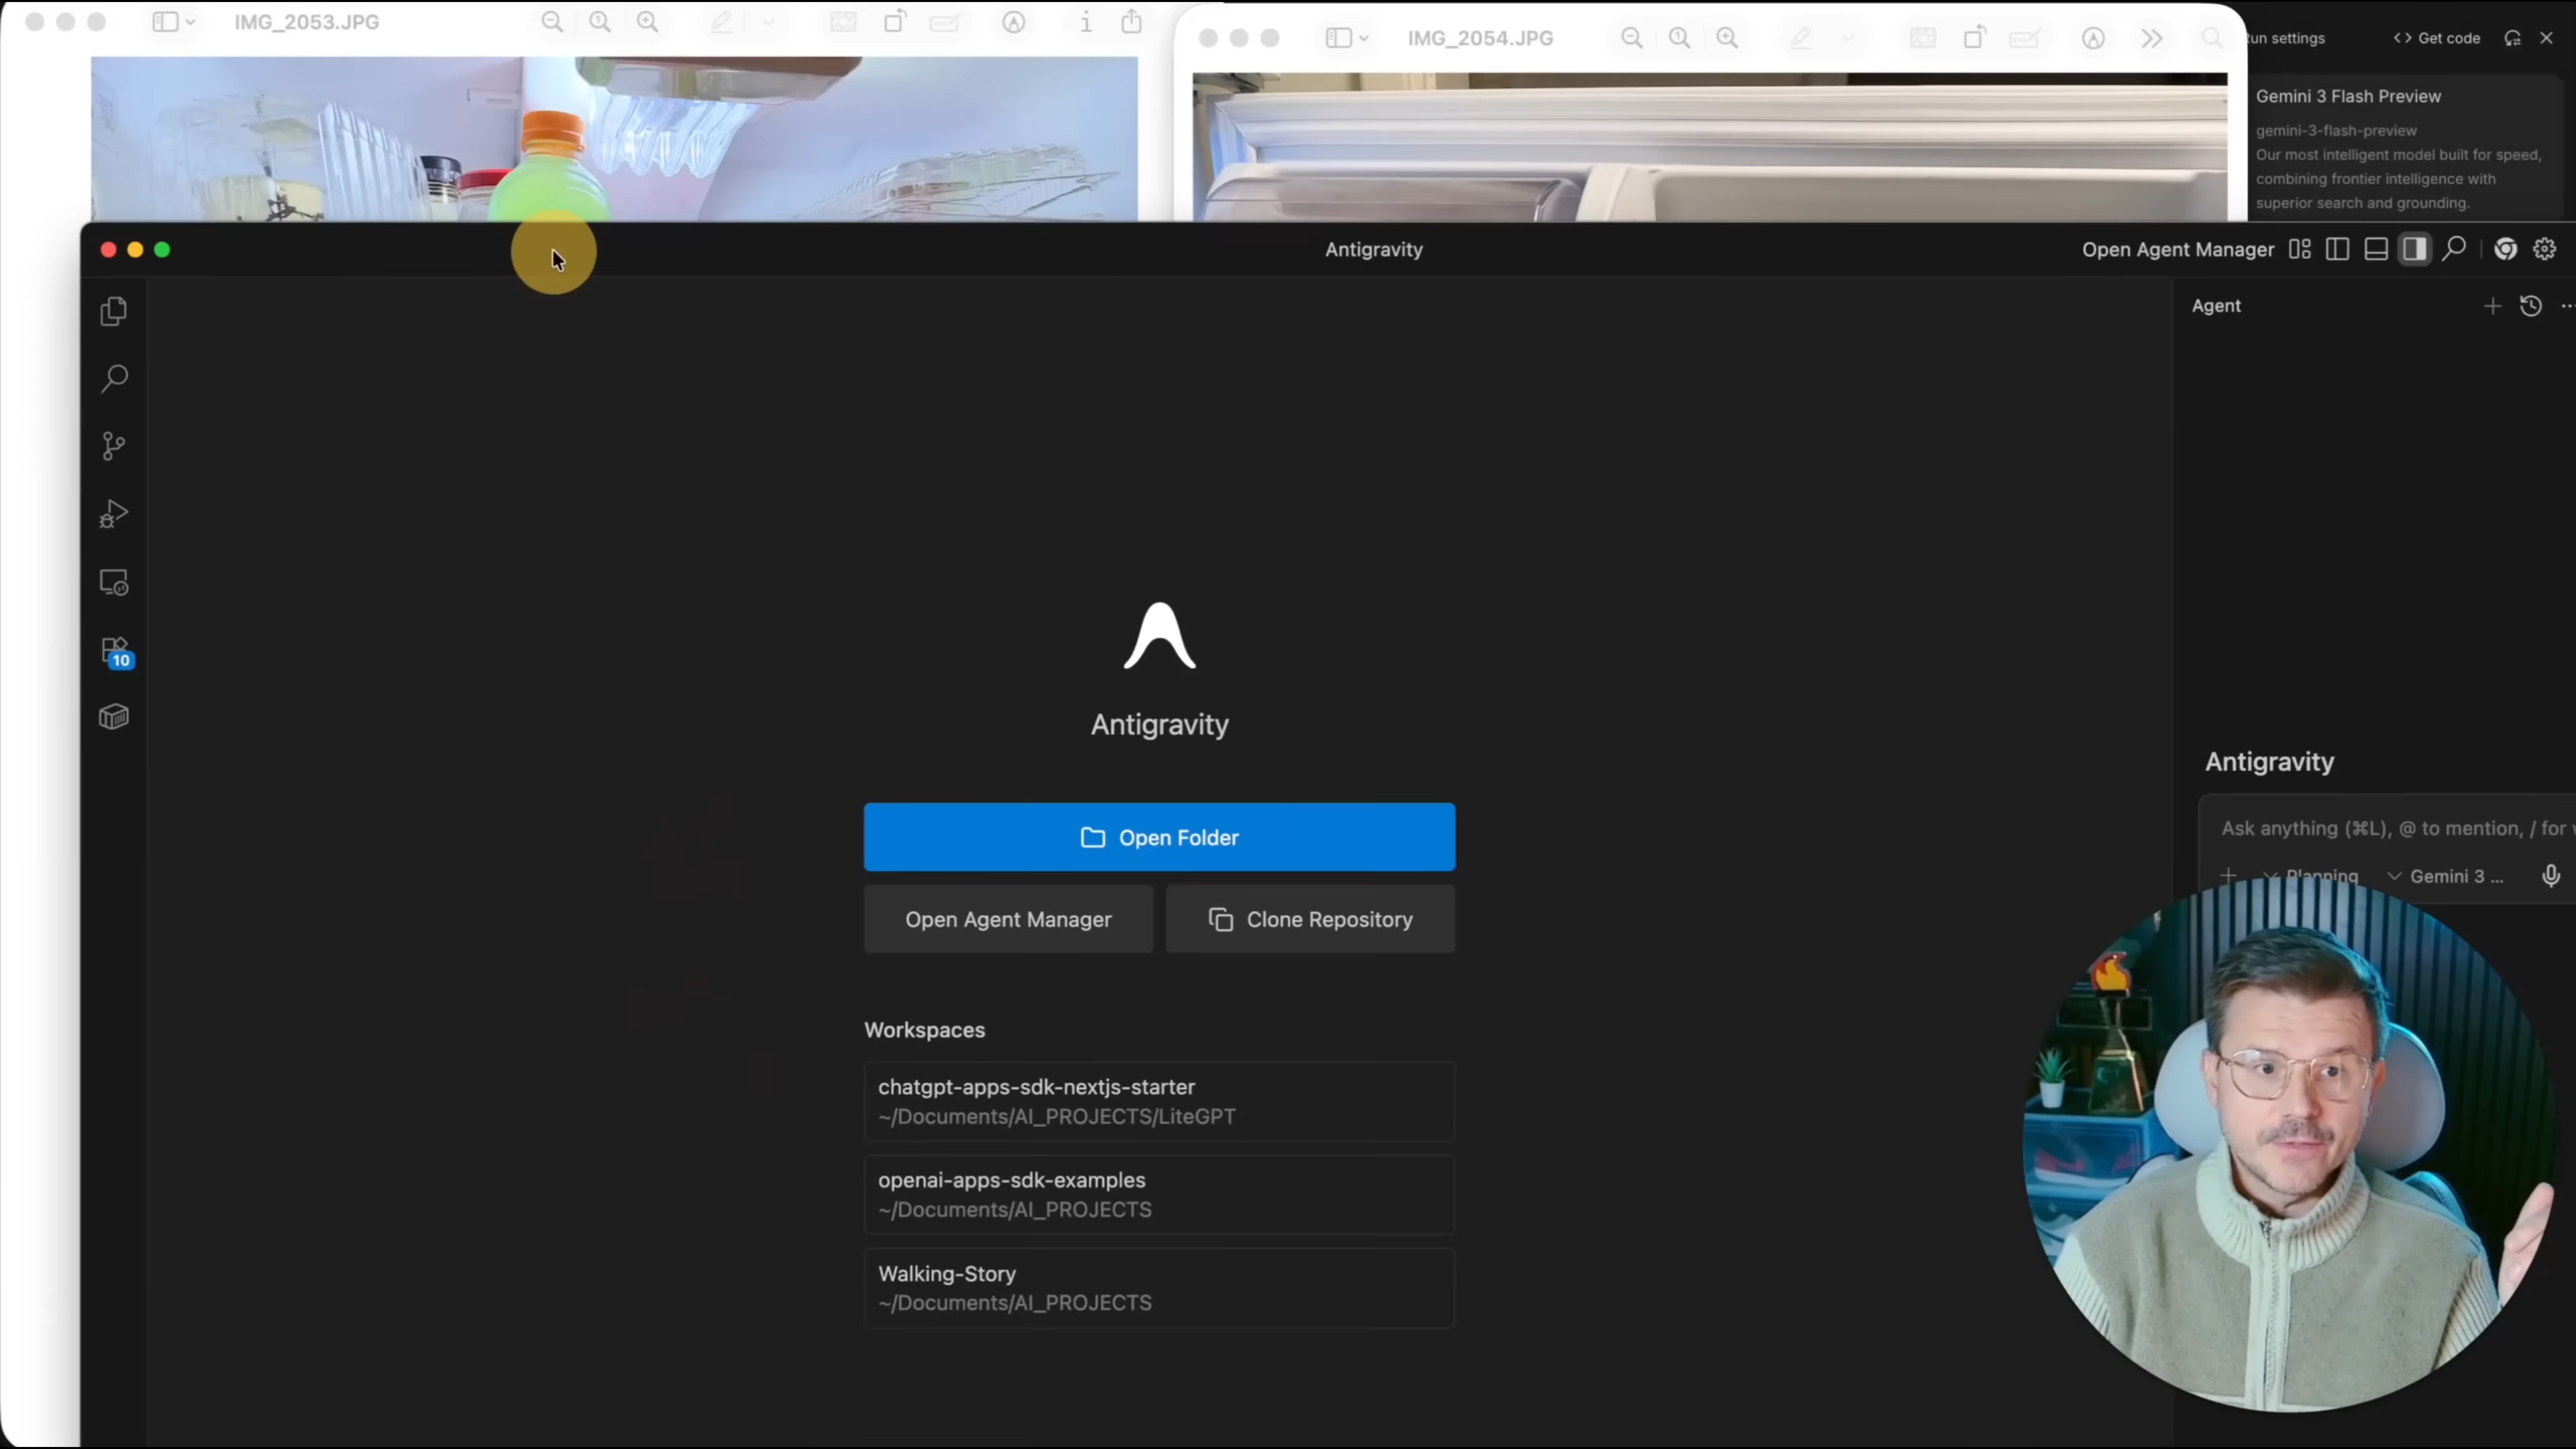 IMG_2053.JPG
IMG_2054.JPG
Run settings
Get code
Gemini 3 Flash Preview
gemini-3-flash-preview
Our most intelligent model built for speed,
combining frontier intelligence with
superior search and grounding.
Antigravity
Open Agent Manager
Agent
10
Antigravity
Open Folder
Open Agent Manager
Clone Repository
Workspaces
chatgpt-apps-sdk-nextjs-starter
~/Documents/AI_PROJECTS/LiteGPT
openai-apps-sdk-examples
~/Documents/AI_PROJECTS
Walking-Story
~/Documents/AI_PROJECTS
Antigravity
Ask anything (⌘L), @ to mention, / for
Planning
Gemini 3 ...